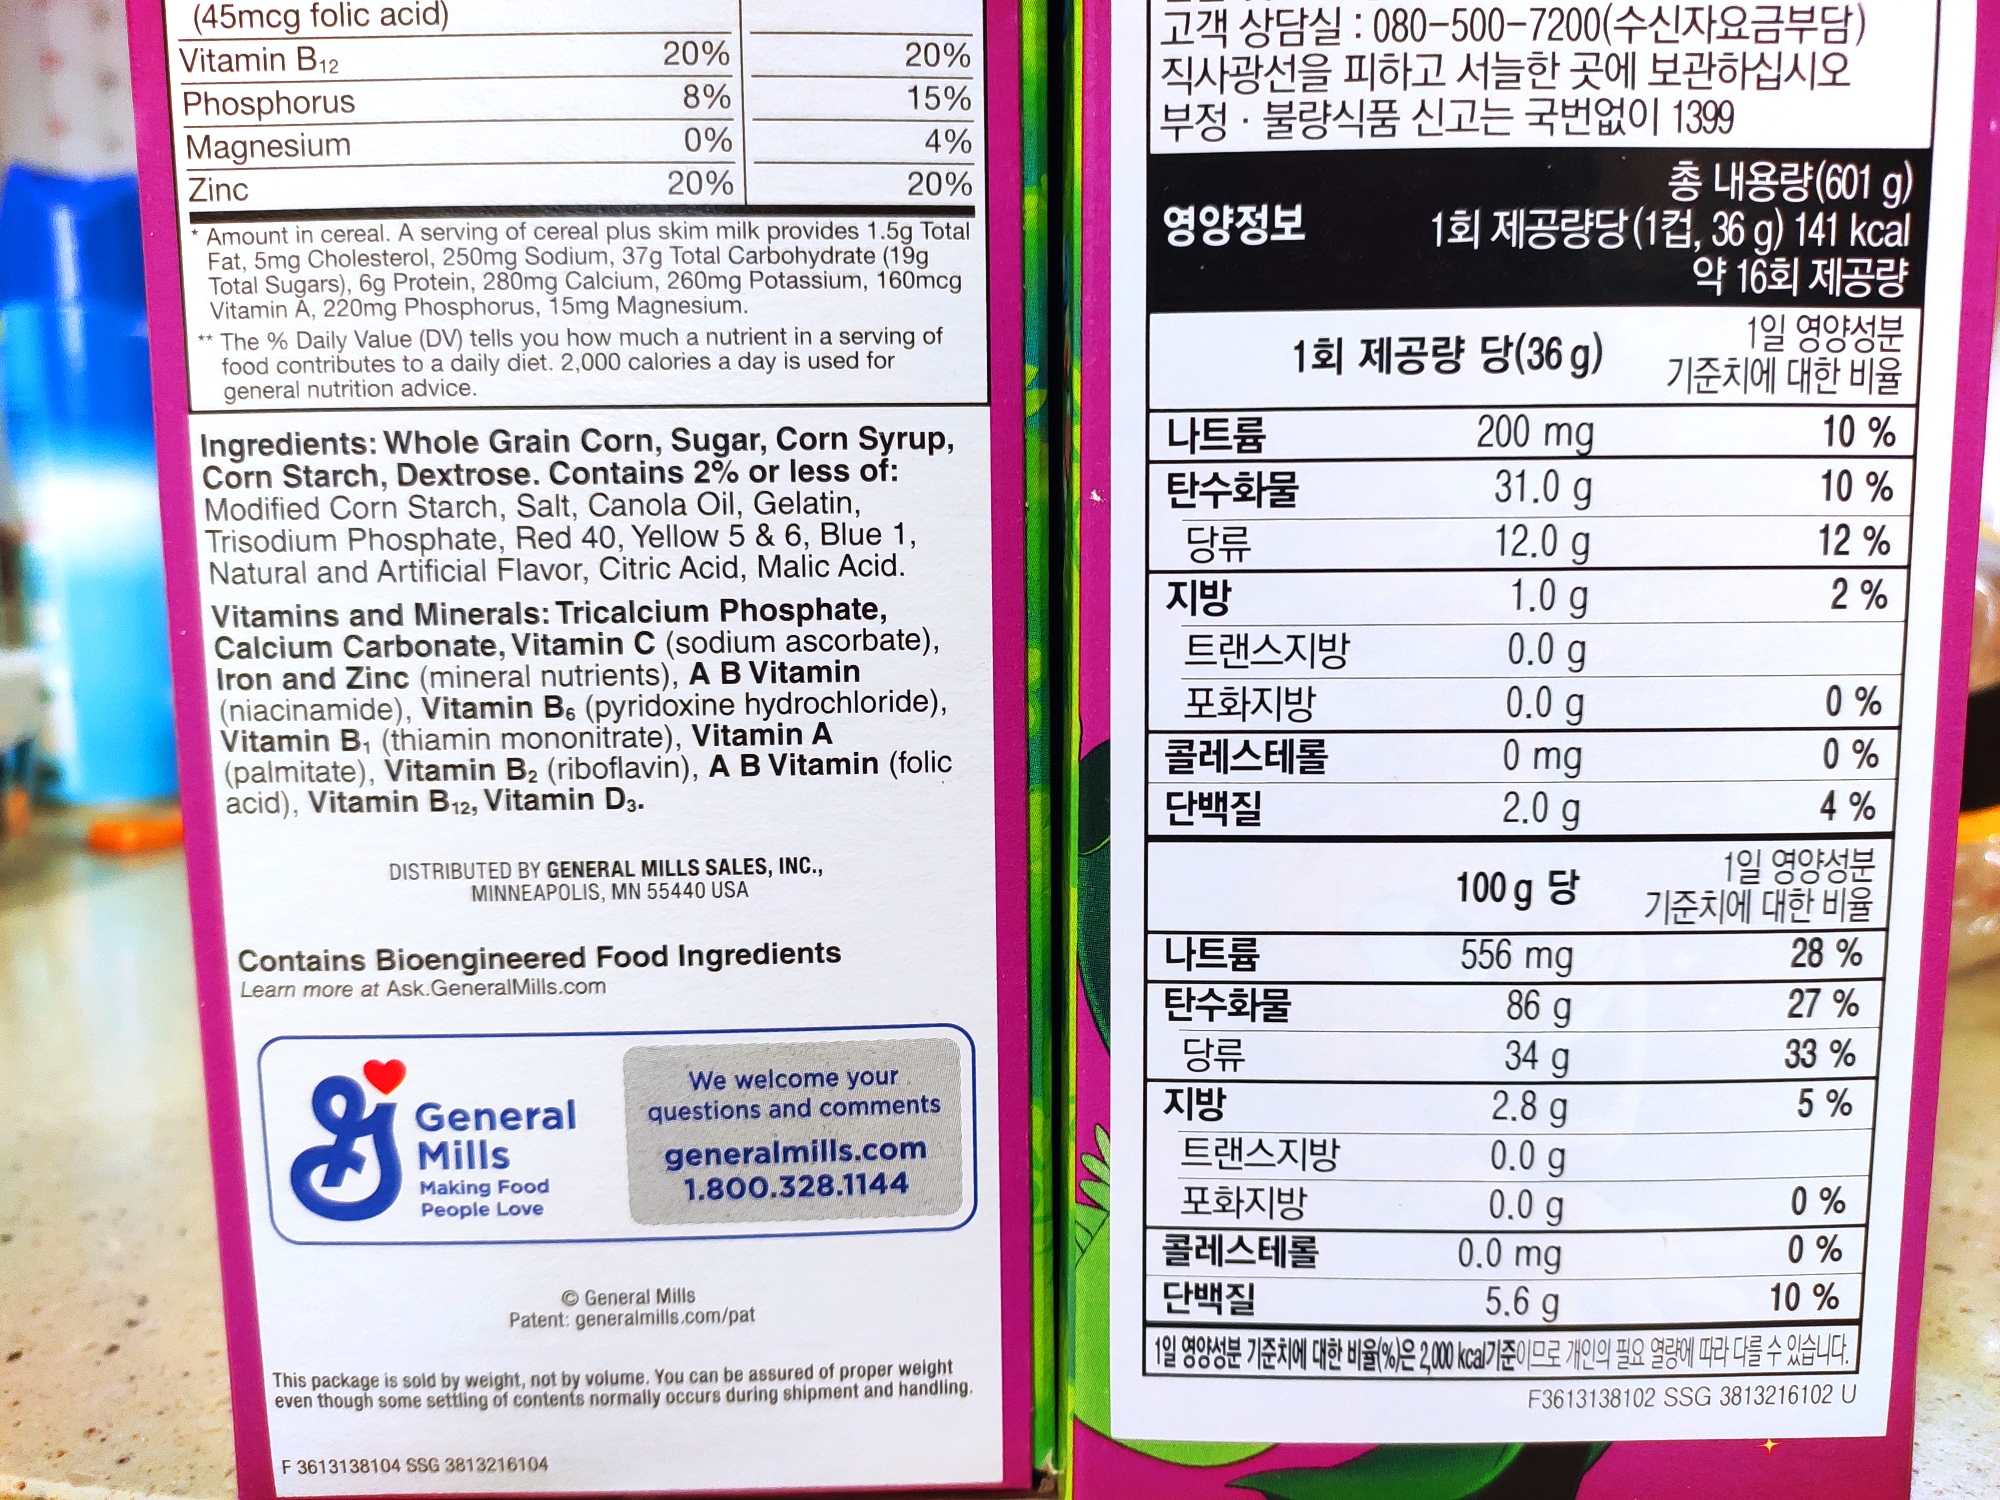 (45mcg folic acid)
Vitamin B12 20% 20%
Phosphorus 8% 15%
Magnesium 0% 4%
Zinc 20% 20%
* Amount in cereal. A serving of cereal plus skim milk provides 1.5g Total
Fat, 5mg Cholesterol, 250mg Sodium, 37g Total Carbohydrate (19g
Total Sugars), 6g Protein, 280mg Calcium, 260mg Potassium, 160mcg
Vitamin A, 220mg Phosphorus, 15mg Magnesium.
** The % Daily Value (DV) tells you how much a nutrient in a serving of
food contributes to a daily diet. 2,000 calories a day is used for
general nutrition advice.
Ingredients: Whole Grain Corn, Sugar, Corn Syrup,
Corn Starch, Dextrose. Contains 2% or less of:
Modified Corn Starch, Salt, Canola Oil, Gelatin,
Trisodium Phosphate, Red 40, Yellow 5 & 6, Blue 1,
Natural and Artificial Flavor, Citric Acid, Malic Acid.
Vitamins and Minerals: Tricalcium Phosphate,
Calcium Carbonate, Vitamin C (sodium ascorbate),
Iron and Zinc (mineral nutrients), A B Vitamin
(niacinamide), Vitamin B6 (pyridoxine hydrochloride),
Vitamin B1 (thiamin mononitrate), Vitamin A
(palmitate), Vitamin B2 (riboflavin), A B Vitamin (folic
acid), Vitamin B12, Vitamin D3.
DISTRIBUTED BY GENERAL MILLS SALES, INC.,
MINNEAPOLIS, MN 55440 USA
Contains Bioengineered Food Ingredients
Learn more at Ask.GeneralMills.com
General
Mills
Making Food
People Love
We welcome your
questions and comments
generalmills.com
1.800.328.1144
© General Mills
Patent: generalmills.com/pat
This package is sold by weight, not by volume. You can be assured of proper weight
even though some settling of contents normally occurs during shipment and handling.
F 3613138104 SSG 3813216104
고객 상담실 : 080-500-7200(수신자요금부담)
직사광선을 피하고 서늘한 곳에 보관하십시오
부정 · 불량식품 신고는 국번없이 1399
영양정보
총 내용량(601 g)
1회 제공량당(1컵, 36 g) 141 kcal
약 16회 제공량
1회 제공량 당(36 g)
1일 영양성분
기준치에 대한 비율
나트륨 200 mg 10 %
탄수화물 31.0 g 10 %
당류 12.0 g 12 %
지방 1.0 g 2 %
트랜스지방 0.0 g
포화지방 0.0 g 0 %
콜레스테롤 0 mg 0 %
단백질 2.0 g 4 %
100 g 당
1일 영양성분
기준치에 대한 비율
나트륨 556 mg 28 %
탄수화물 86 g 27 %
당류 34 g 33 %
지방 2.8 g 5 %
트랜스지방 0.0 g
포화지방 0.0 g 0 %
콜레스테롤 0.0 mg 0 %
단백질 5.6 g 10 %
1일 영양성분 기준치에 대한 비율(%)은 2,000 kcal기준이므로 개인의 필요 열량에 따라 다를 수 있습니다.
F3613138102 SSG 3813216102 U